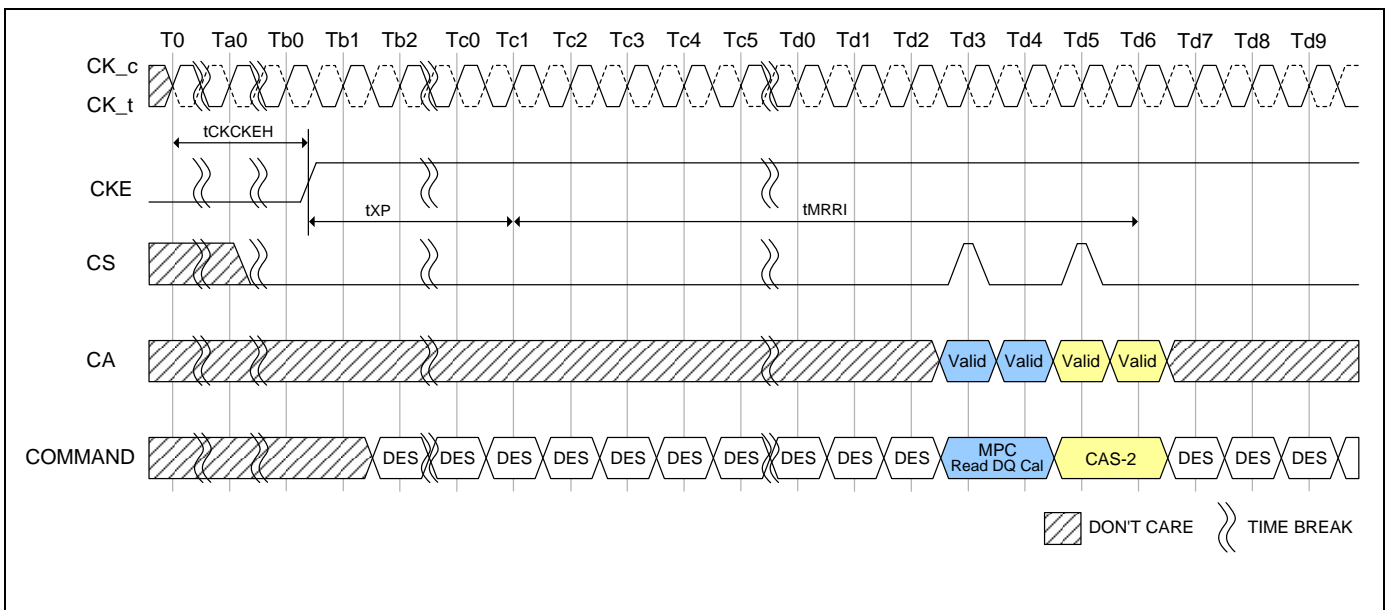 T0 Ta0 Tb0 Tb1 Tb2 Tc0 Tc1 Tc2 Tc3 Tc4 Tc5 Td0 Td1 Td2 Td3 Td4 Td5 Td6 Td7 Td8 Td9
CK_c
CK_t
tCKCKEH
CKE
tXP tMRRI
CS
CA Valid Valid Valid Valid
COMMAND DES DES DES DES DES DES DES DES DES MPC Read DQ Cal CAS-2 DES DES DES
DON'T CARE TIME BREAK